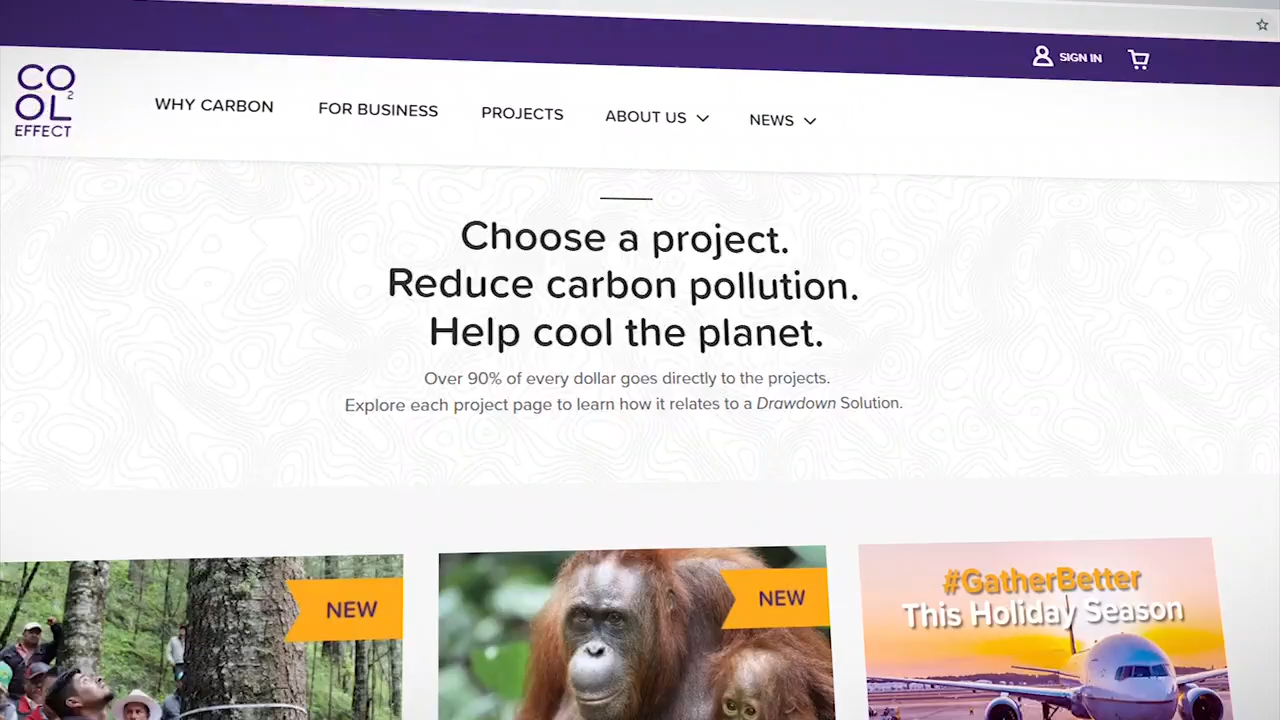 SIGN IN
CO2
OL
EFFECT
WHY CARBON
FOR BUSINESS
PROJECTS
ABOUT US
NEWS
Choose a project.
Reduce carbon pollution.
Help cool the planet.
Over 90% of every dollar goes directly to the projects.
Explore each project page to learn how it relates to a Drawdown Solution.
NEW
NEW
#GatherBetter
This Holiday Season